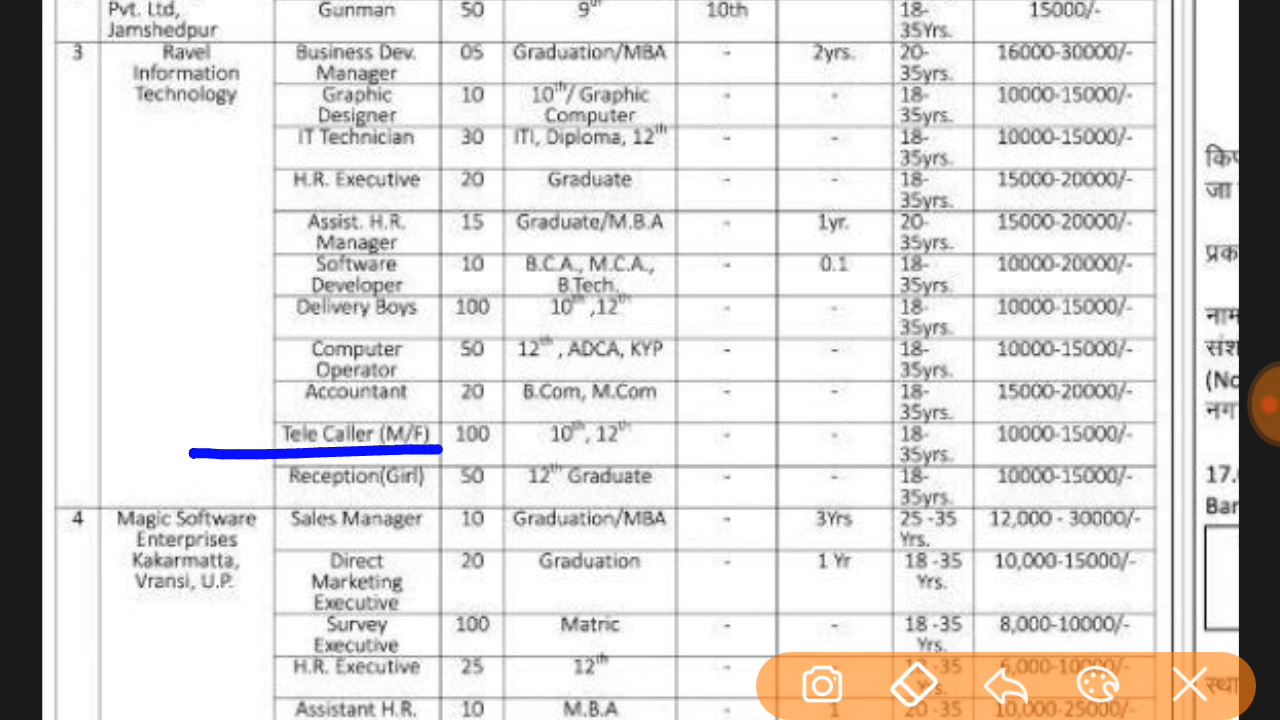 Pvt. Ltd, Jamshedpur Gunman 50 9th 10th 18-35Yrs. 15000/-
3 Ravel Information Technology Business Dev. Manager 05 Graduation/MBA - 2yrs. 20-35yrs. 16000-30000/-
Graphic Designer 10 10th/ Graphic Computer - - 18-35yrs. 10000-15000/-
IT Technician 30 ITI, Diploma, 12th - - 18-35yrs. 10000-15000/-
H.R. Executive 20 Graduate - - 18-35yrs. 15000-20000/-
Assist. H.R. Manager 15 Graduate/M.B.A - 1yr. 20-35yrs. 15000-20000/-
Software Developer 10 B.C.A., M.C.A., B.Tech. - 0.1 18-35yrs. 10000-20000/-
Delivery Boys 100 10th ,12th - - 18-35yrs. 10000-15000/-
Computer Operator 50 12th , ADCA, KYP - - 18-35yrs. 10000-15000/-
Accountant 20 B.Com, M.Com - - 18-35yrs. 15000-20000/-
Tele Caller (M/F) 100 10th, 12th - - 18-35yrs. 10000-15000/-
Reception(Girl) 50 12th Graduate - - 18-35yrs. 10000-15000/-
4 Magic Software Enterprises Kakarmatta, Vransi, U.P. Sales Manager 10 Graduation/MBA - 3Yrs 25 -35 Yrs. 12,000 - 30000/-
Direct Marketing Executive 20 Graduation - 1 Yr 18 -35 Yrs. 10,000-15000/-
Survey Executive 100 Matric - - 18 -35 Yrs. 8,000-10000/-
H.R. Executive 25 12th - -35 Yrs. 6,000-10000/-
Assistant H.R. 10 M.B.A - 1 20 -35 10,000-25000/-
जा
प्रक
नाम
संश
(No
नग
17.
Bar
स्था